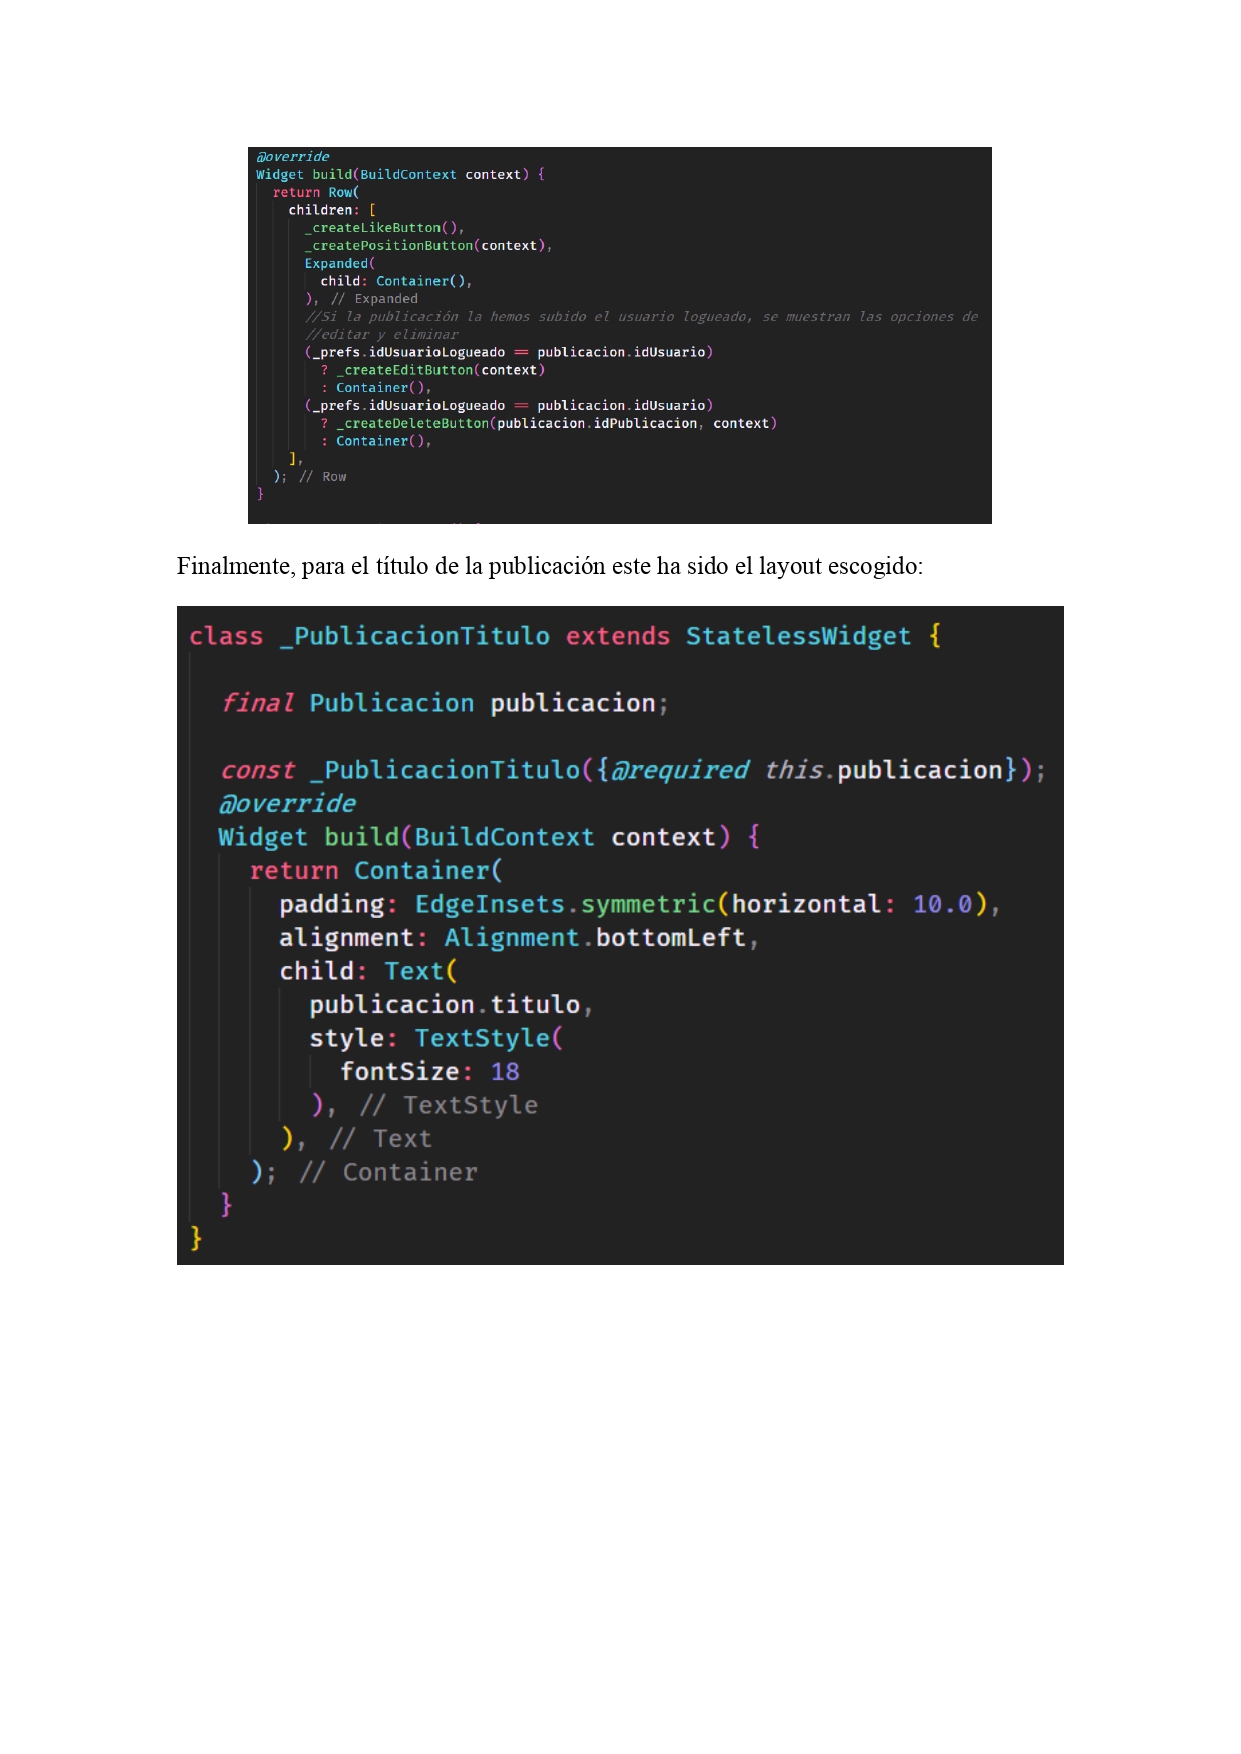 @override
Widget build(BuildContext context) {
return Row(
children: [
_createLikeButton(),
_createPositionButton(context),
Expanded(
child: Container(),
), // Expanded
//Si la publicación la hemos subido el usuario logueado, se muestran las opciones de
//editar y eliminar
(_prefs.idUsuarioLogueado == publicacion.idUsuario)
? _createEditButton(context)
: Container(),
(_prefs.idUsuarioLogueado == publicacion.idUsuario)
? _createDeleteButton(publicacion.idPublicacion, context)
: Container(),
],
); // Row
}
Finalmente, para el título de la publicación este ha sido el layout escogido:
class _PublicacionTitulo extends StatelessWidget {
final Publicacion publicacion;
const _PublicacionTitulo({@required this.publicacion});
@override
Widget build(BuildContext context) {
return Container(
padding: EdgeInsets.symmetric(horizontal: 10.0),
alignment: Alignment.bottomLeft,
child: Text(
publicacion.titulo,
style: TextStyle(
fontSize: 18
), // TextStyle
), // Text
); // Container
}
}